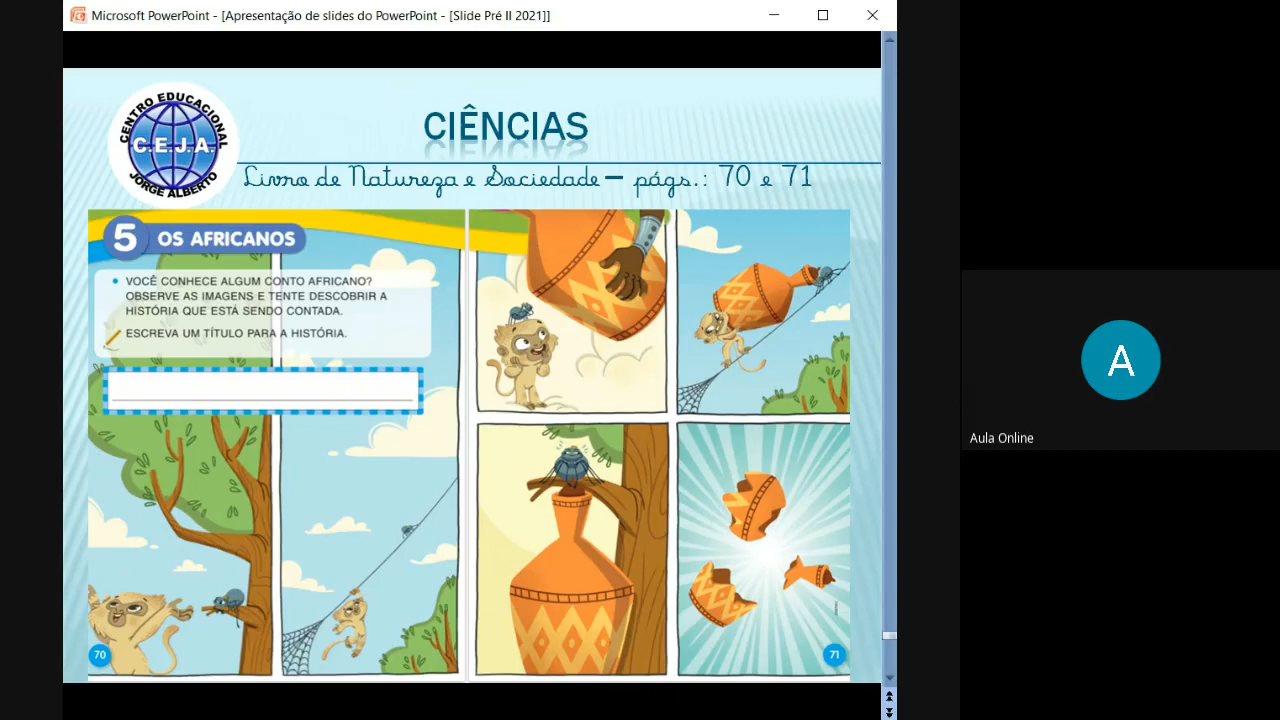 Microsoft PowerPoint - [Apresentação de slides do PowerPoint - [Slide Pré II 2021]]
CENTRO EDUCACIONAL
C.E.J.A.
JORGE ALBERTO
CIÊNCIAS
Livro de Natureza e Sociedade – págs.: 70 e 71
5 OS AFRICANOS
• VOCÊ CONHECE ALGUM CONTO AFRICANO?
OBSERVE AS IMAGENS E TENTE DESCOBRIR A
HISTÓRIA QUE ESTÁ SENDO CONTADA.
ESCREVA UM TÍTULO PARA A HISTÓRIA.
70
71
A
Aula Online